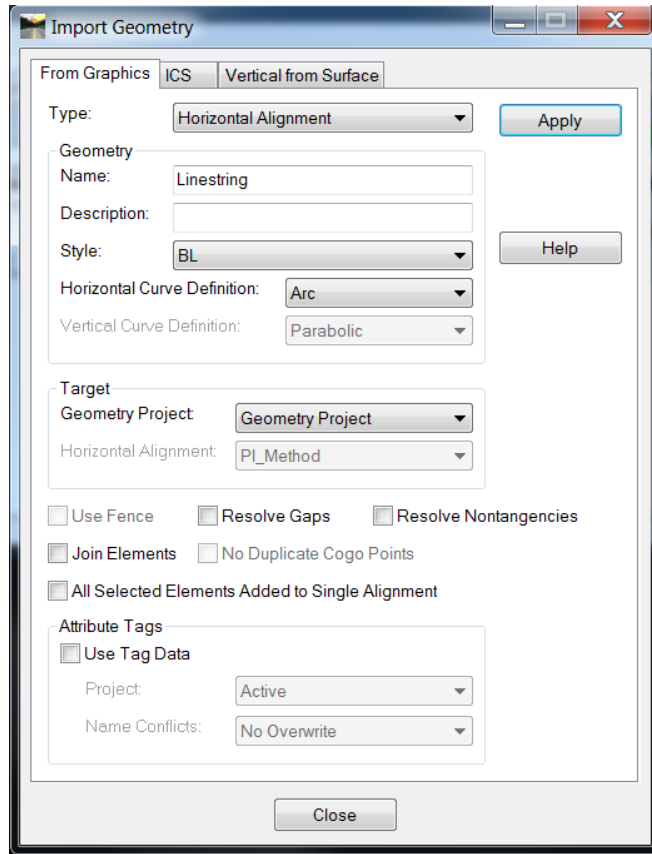 Import Geometry
From Graphics ICS Vertical from Surface
Type: Horizontal Alignment Apply
Geometry
Name: Linestring
Description:
Style: BL Help
Horizontal Curve Definition: Arc
Vertical Curve Definition: Parabolic
Target
Geometry Project: Geometry Project
Horizontal Alignment: PI_Method
Use Fence Resolve Gaps Resolve Nontangencies
Join Elements No Duplicate Cogo Points
All Selected Elements Added to Single Alignment
Attribute Tags
Use Tag Data
Project: Active
Name Conflicts: No Overwrite
Close